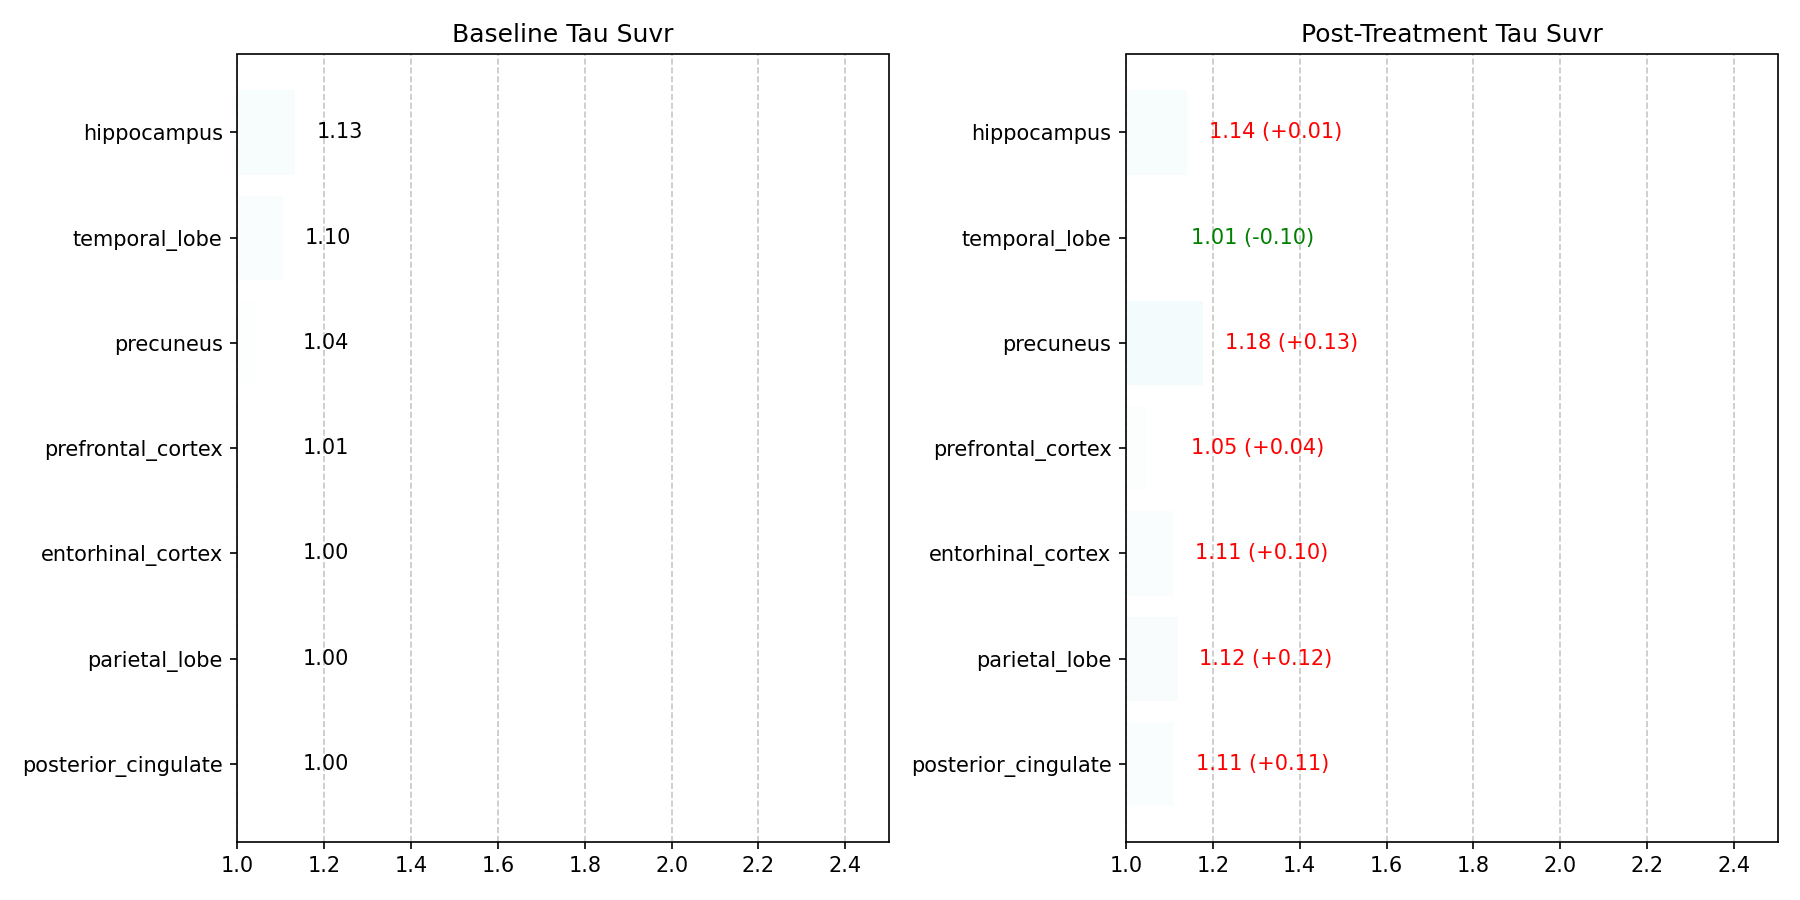 Baseline Tau Suvr
hippocampus 1.13
temporal_lobe 1.10
precuneus 1.04
prefrontal_cortex 1.01
entorhinal_cortex 1.00
parietal_lobe 1.00
posterior_cingulate 1.00
1.0 1.2 1.4 1.6 1.8 2.0 2.2 2.4
Post-Treatment Tau Suvr
hippocampus 1.14 (+0.01)
temporal_lobe 1.01 (-0.10)
precuneus 1.18 (+0.13)
prefrontal_cortex 1.05 (+0.04)
entorhinal_cortex 1.11 (+0.10)
parietal_lobe 1.12 (+0.12)
posterior_cingulate 1.11 (+0.11)
1.0 1.2 1.4 1.6 1.8 2.0 2.2 2.4